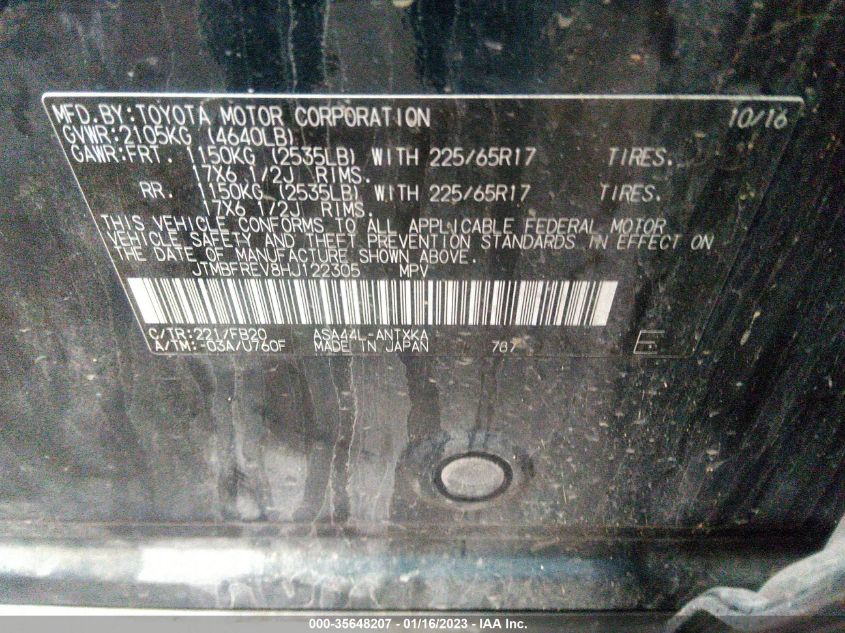 MFD.BY:TOYOTA MOTOR CORPORATION 10/16
GVWR:2105KG (4640LB)
GAWR:FRT. 1150KG (2535LB) WITH 225/65R17 TIRES.
17X6 1/2J RIMS.
RR. 1150KG (2535LB) WITH 225/65R17 TIRES.
17X6 1/2J RIMS.
THIS VEHICLE CONFORMS TO ALL APPLICABLE FEDERAL MOTOR
VEHICLE SAFETY AND THEFT PREVENTION STANDARDS IN EFFECT ON
THE DATE OF MANUFACTURE SHOWN ABOVE.
JTMBFREV8HJ122305 MPV
C/TR:221/FB20 ASA44L-ANTXKA
A/TM:-03A/U760F MADE IN JAPAN 787 E
000-35648207 - 01/16/2023 - IAA Inc.